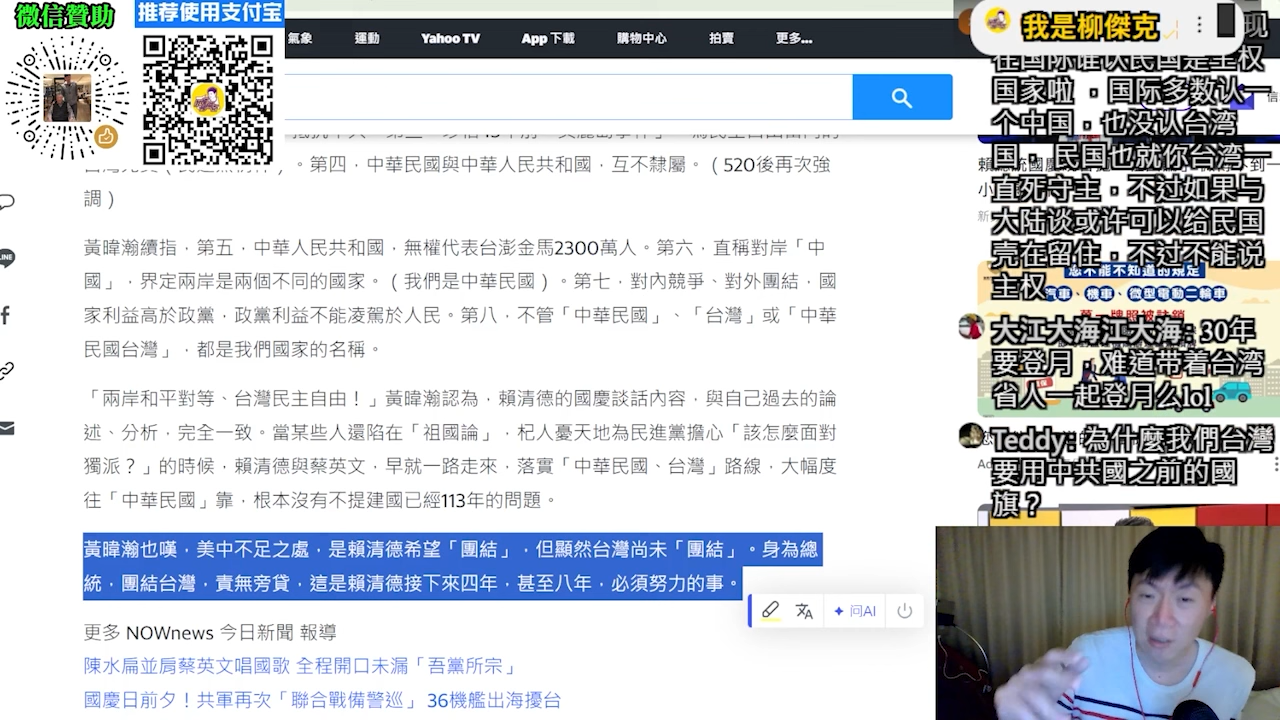 微信贊助
推荐使用支付宝
氣象 運動 Yahoo TV App 下載 購物中心 拍賣 更多...
。第四，中華民國與中華人民共和國，互不隸屬。（520後再次強
調）
黃暐瀚續指，第五，中華人民共和國，無權代表台澎金馬2300萬人。第六，直稱對岸「中
國」，界定兩岸是兩個不同的國家。（我們是中華民國）。第七，對內競爭、對外團結，國
家利益高於政黨，政黨利益不能凌駕於人民。第八，不管「中華民國」、「台灣」或「中華
民國台灣」，都是我們國家的名稱。
「兩岸和平對等、台灣民主自由！」黃暐瀚認為，賴清德的國慶談話內容，與自己過去的論
述、分析，完全一致。當某些人還陷在「祖國論」，杞人憂天地為民進黨擔心「該怎麼面對
獨派？」的時候，賴清德與蔡英文，早就一路走來，落實「中華民國、台灣」路線，大幅度
往「中華民國」靠，根本沒有不提建國已經113年的問題。
黃暐瀚也嘆，美中不足之處，是賴清德希望「團結」，但顯然台灣尚未「團結」。身為總
統，團結台灣，責無旁貸，這是賴清德接下來四年，甚至八年，必須努力的事。
问AI
更多 NOWnews 今日新聞 報導
陳水扁並肩蔡英文唱國歌 全程開口未漏「吾黨所宗」
國慶日前夕！共軍再次「聯合戰備警巡」 36機艦出海擾台
LINE
我是柳傑克
现
在国际谁认民国是主权
国家啦，国际多数认一
个中国，也没认台湾
国， 民国也就你台湾一
直死守主，不过如果与
大陆谈或许可以给民国
壳在留住，不过不能说
主权
汽車、機車、微型電動二輪車
大江大海江大海: 30年
要登月，难道带着台湾
省人一起登月么lol
Teddy: 為什麼我們台灣
要用中共國之前的國
旗？